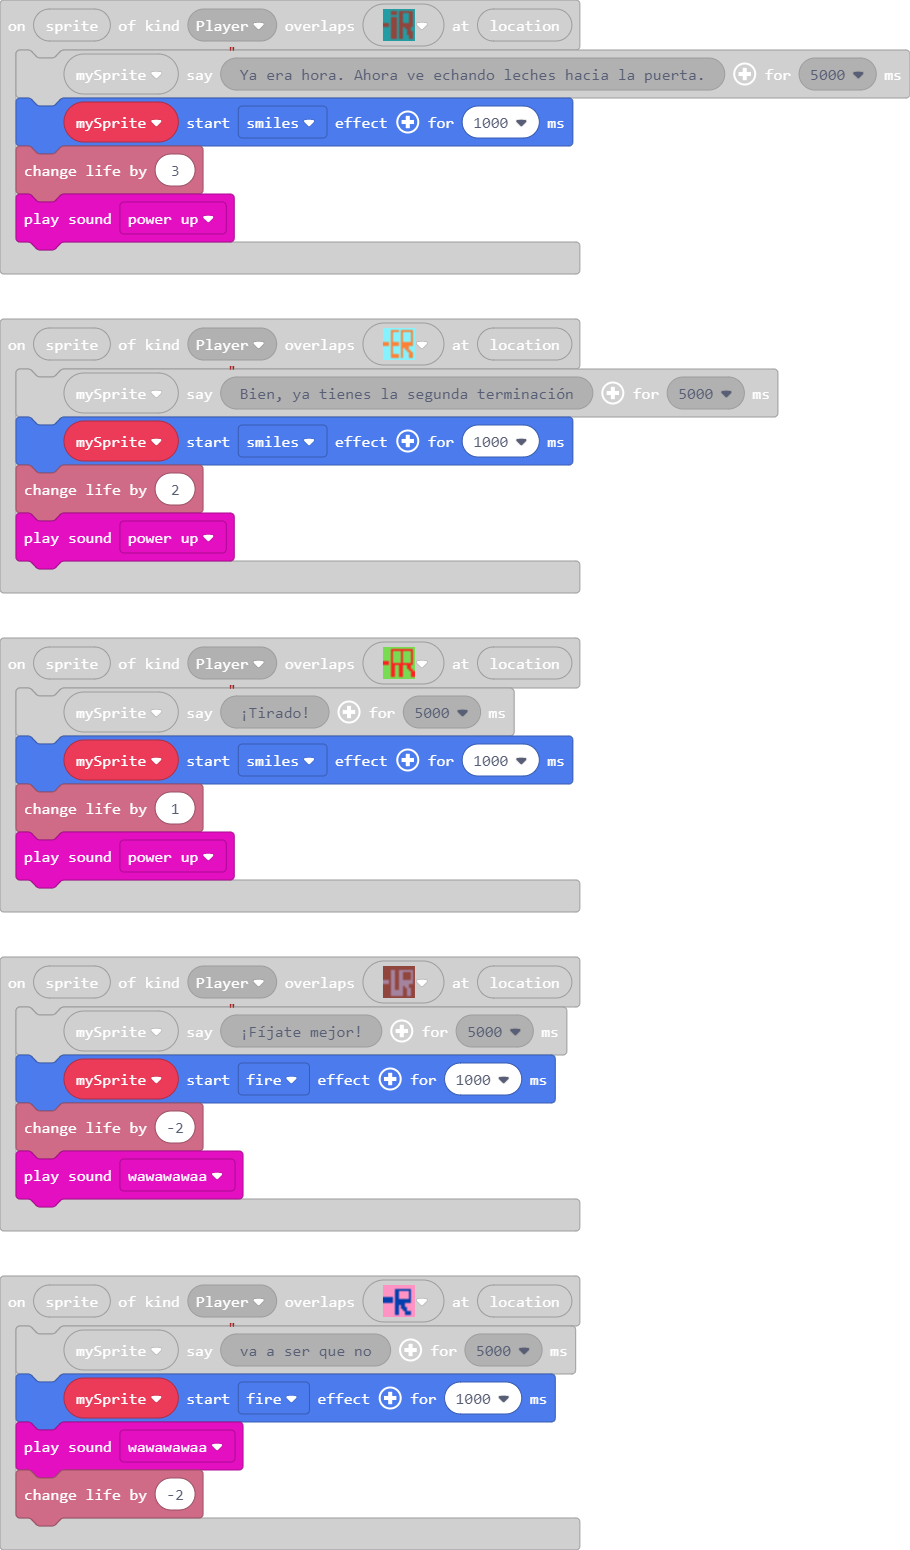 on sprite of kind Player overlaps -iR at location
mySprite say " Ya era hora. Ahora ve echando leches hacia la puerta. for 5000 ms
mySprite start smiles effect for 1000 ms
change life by 3
play sound power up
on sprite of kind Player overlaps -ER at location
mySprite say " Bien, ya tienes la segunda terminación for 5000 ms
mySprite start smiles effect for 1000 ms
change life by 2
play sound power up
on sprite of kind Player overlaps at location
mySprite say " ¡Tirado! for 5000 ms
mySprite start smiles effect for 1000 ms
change life by 1
play sound power up
on sprite of kind Player overlaps -UR at location
mySprite say " ¡Fíjate mejor! for 5000 ms
mySprite start fire effect for 1000 ms
change life by -2
play sound wawawawaa
on sprite of kind Player overlaps -R at location
mySprite say " va a ser que no for 5000 ms
mySprite start fire effect for 1000 ms
play sound wawawawaa
change life by -2